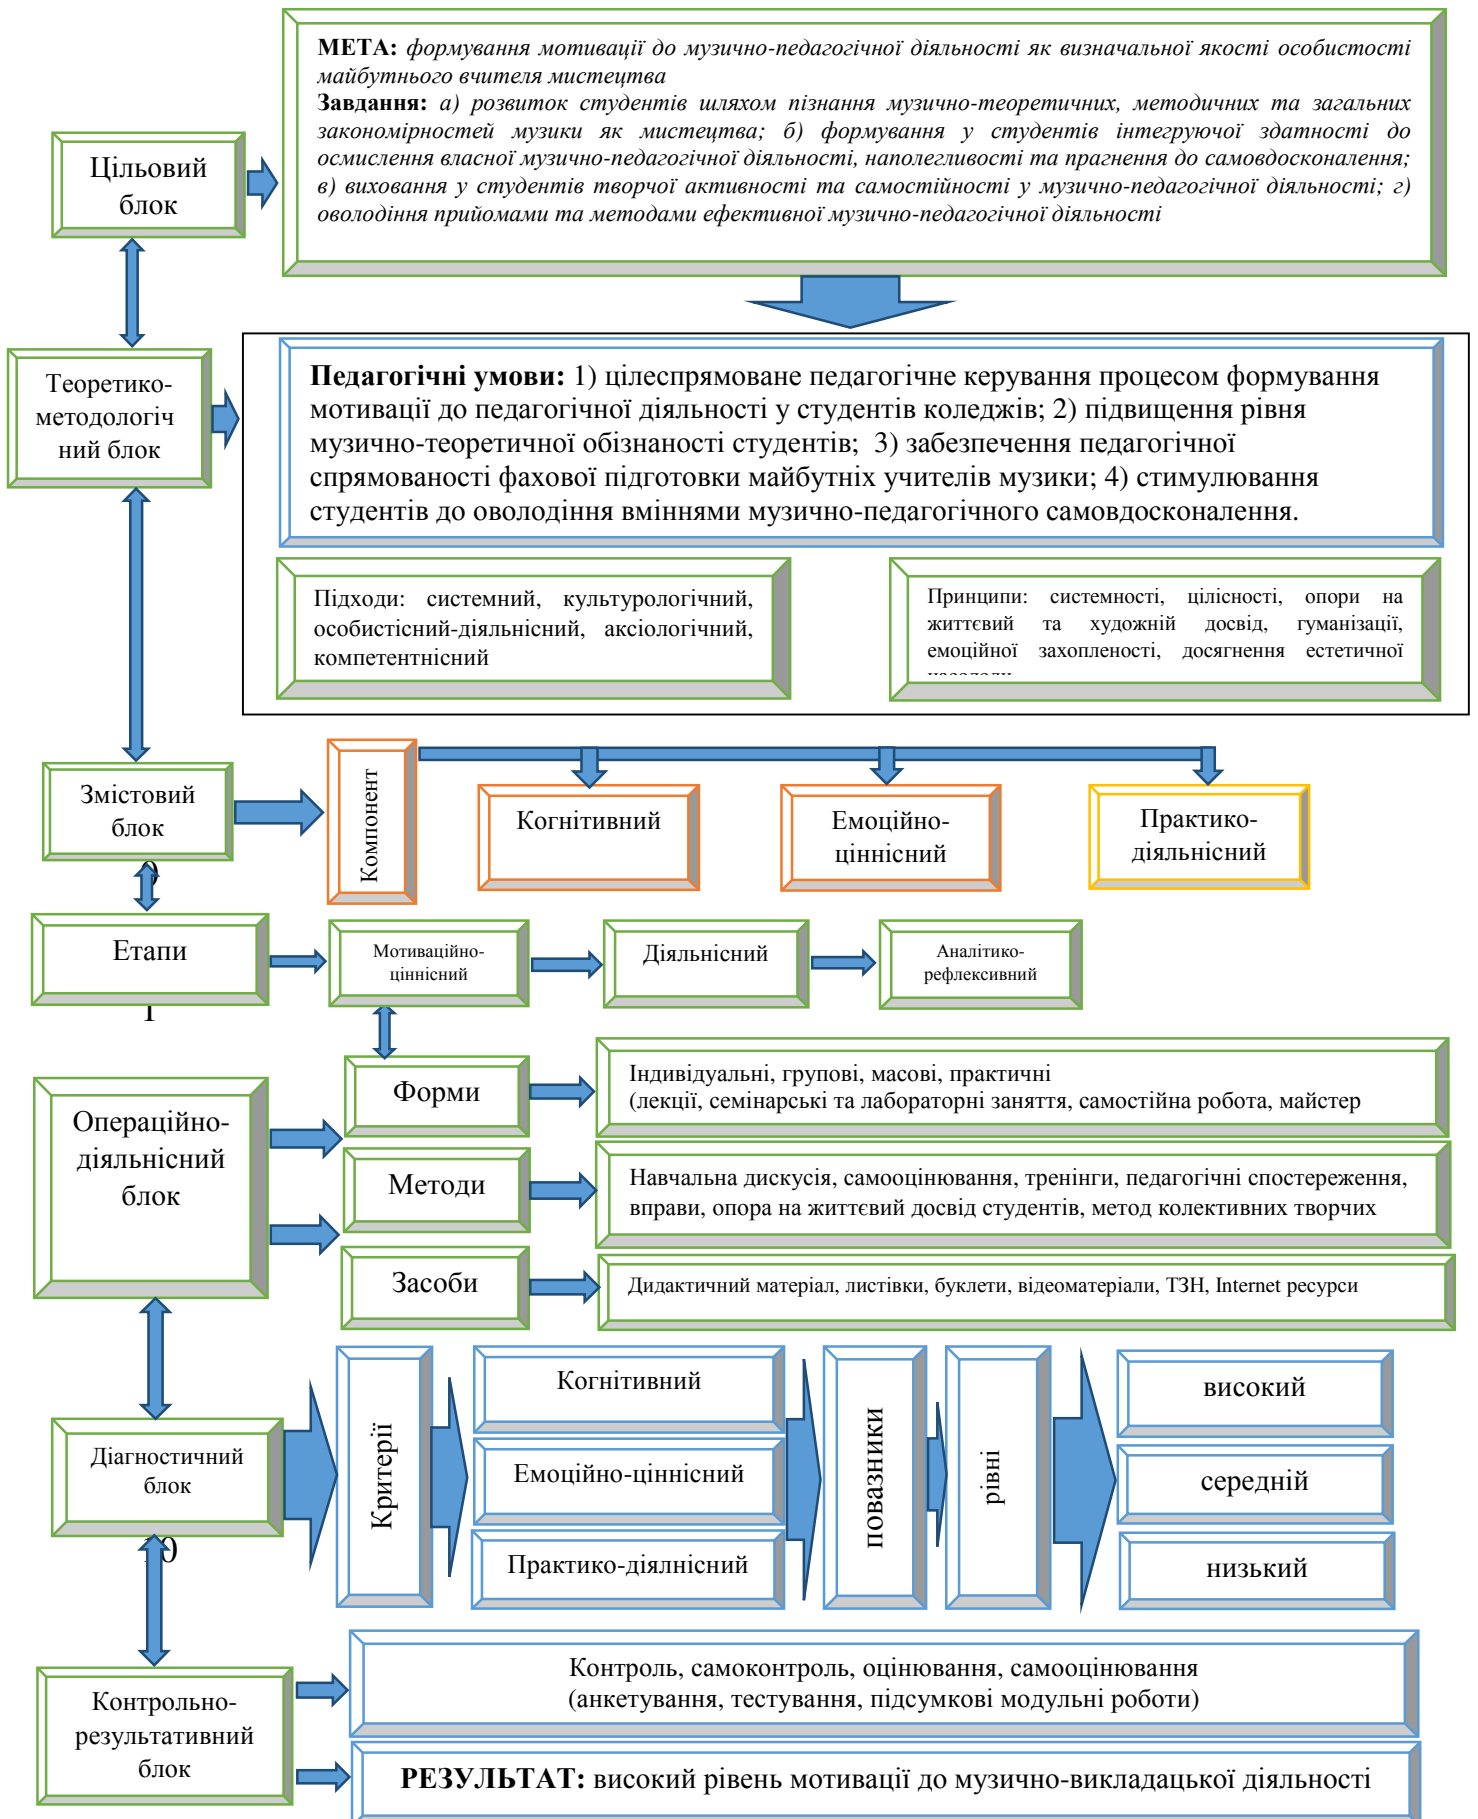 МЕТА: формування мотивації до музично-педагогічної діяльності як визначальної якості особистості
майбутнього вчителя мистецтва
Завдання: а) розвиток студентів шляхом пізнання музично-теоретичних, методичних та загальних
закономірностей музики як мистецтва; б) формування у студентів інтегруючої здатності до
осмислення власної музично-педагогічної діяльності, наполегливості та прагнення до самовдосконалення;
в) виховання у студентів творчої активності та самостійності у музично-педагогічної діяльності; г)
оволодіння прийомами та методами ефективної музично-педагогічної діяльності
Цільовий
блок
Теоретико-
методологіч
ний блок
Педагогічні умови: 1) цілеспрямоване педагогічне керування процесом формування
мотивації до педагогічної діяльності у студентів коледжів; 2) підвищення рівня
музично-теоретичної обізнаності студентів; 3) забезпечення педагогічної
спрямованості фахової підготовки майбутніх учителів музики; 4) стимулювання
студентів до оволодіння вміннями музично-педагогічного самовдосконалення.
Підходи: системний, культурологічний,
особистісний-діяльнісний, аксіологічний,
компетентнісний
Принципи: системності, цілісності, опори на
життєвий та художній досвід, гуманізації,
емоційної захопленості, досягнення естетичної
Змістовий
блок
Компонент
Когнітивний
Емоційно-
ціннісний
Практико-
діяльнісний
9
Етапи
Мотиваційно-
ціннісний
Діяльнісний
Аналітико-
рефлексивний
1
Операційно-
діяльнісний
блок
Форми
Індивідуальні, групові, масові, практичні
(лекції, семінарські та лабораторні заняття, самостійна робота, майстер
Методи
Навчальна дискусія, самооцінювання, тренінги, педагогічні спостереження,
вправи, опора на життєвий досвід студентів, метод колективних творчих
Засоби
Дидактичний матеріал, листівки, буклети, відеоматеріали, ТЗН, Internet ресурси
Діагностичний
блок
Критерії
Когнітивний
Емоційно-ціннісний
Практико-діялнісний
повазники
рівні
високий
середній
низький
10
Контрольно-
результативний
блок
Контроль, самоконтроль, оцінювання, самооцінювання
(анкетування, тестування, підсумкові модульні роботи)
РЕЗУЛЬТАТ: високий рівень мотивації до музично-викладацької діяльності